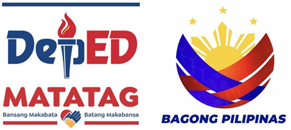 DepED
MATATAG
Bansang Makabata Batang Makabansa
BAGONG PILIPINAS